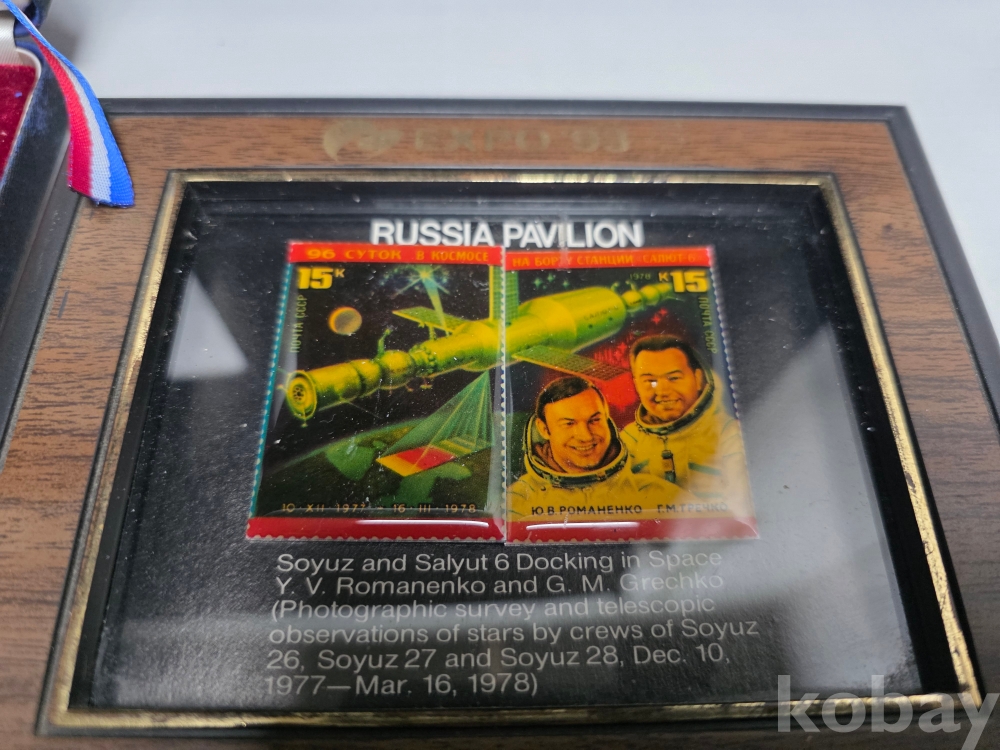 EXPO '93
RUSSIA PAVILION
96 СУТОК В КОСМОСЕ
НА БОРТУ СТАНЦИИ «САЛЮТ-6»
15к
1978 к15
ПОЧТА СССР
ПОЧТА СССР
10·XII·1977 - 16·III·1978
Ю.В.РОМАНЕНКО Г.М.ГРЕЧКО
Soyuz and Salyut 6 Docking in Space
Y. V. Romanenko and G. M. Grechko
(Photographic survey and telescopic
observations of stars by crews of Soyuz
26, Soyuz 27 and Soyuz 28, Dec. 10,
1977—Mar. 16, 1978)
kobay